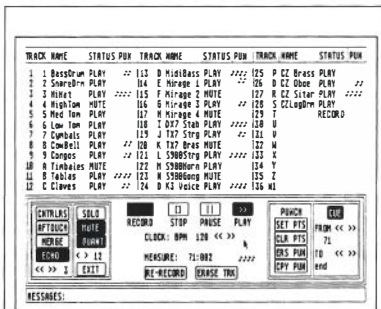 TRACK NAME STATUS PUN TRACK NAME STATUS PUN TRACK NAME STATUS PUN
1 1 BassDrum PLAY 13 D MidiBass PLAY 25 P CZ Brass PLAY
2 2 SnareDrm PLAY 14 E Mirage 1 PLAY 26 Q CZ Oboe PLAY
3 3 HiHat PLAY 15 F Mirage 2 MUTE 27 R CZ Sitar PLAY
4 4 HighTom MUTE 16 G Mirage 3 PLAY 28 S CZLogDrm PLAY
5 5 Med Tom PLAY 17 H Mirage 4 MUTE 29 T RECORD
6 6 Low Tom PLAY 18 I DX7 Stab PLAY 30 U
7 7 Cymbals PLAY 19 J TX7 Strg PLAY 31 V
8 8 CowBell PLAY 20 K TX7 Bras MUTE 32 W
9 9 Congos PLAY 21 L S900Strg PLAY 33 X
10 A Timbales MUTE 22 M S900Horn PLAY 34 Y
11 B Tablas PLAY 23 N S900Gong MUTE 35 Z
12 C Claves PLAY 24 O K3 Voice PLAY 36
CNTRLRS SOLO RECORD STOP PAUSE PLAY PUNCH CUE
AFTOUCH MUTE SET PTS FROM << >>
MERGE QUANT CLOCK: BPM 120 << >> CLR PTS 71
ECHO < > 12 MEASURE: 71:002 ERS PUN TO << >>
<< >> EXIT RE-RECORD ERASE TRK CPY PUN end
MESSAGES: